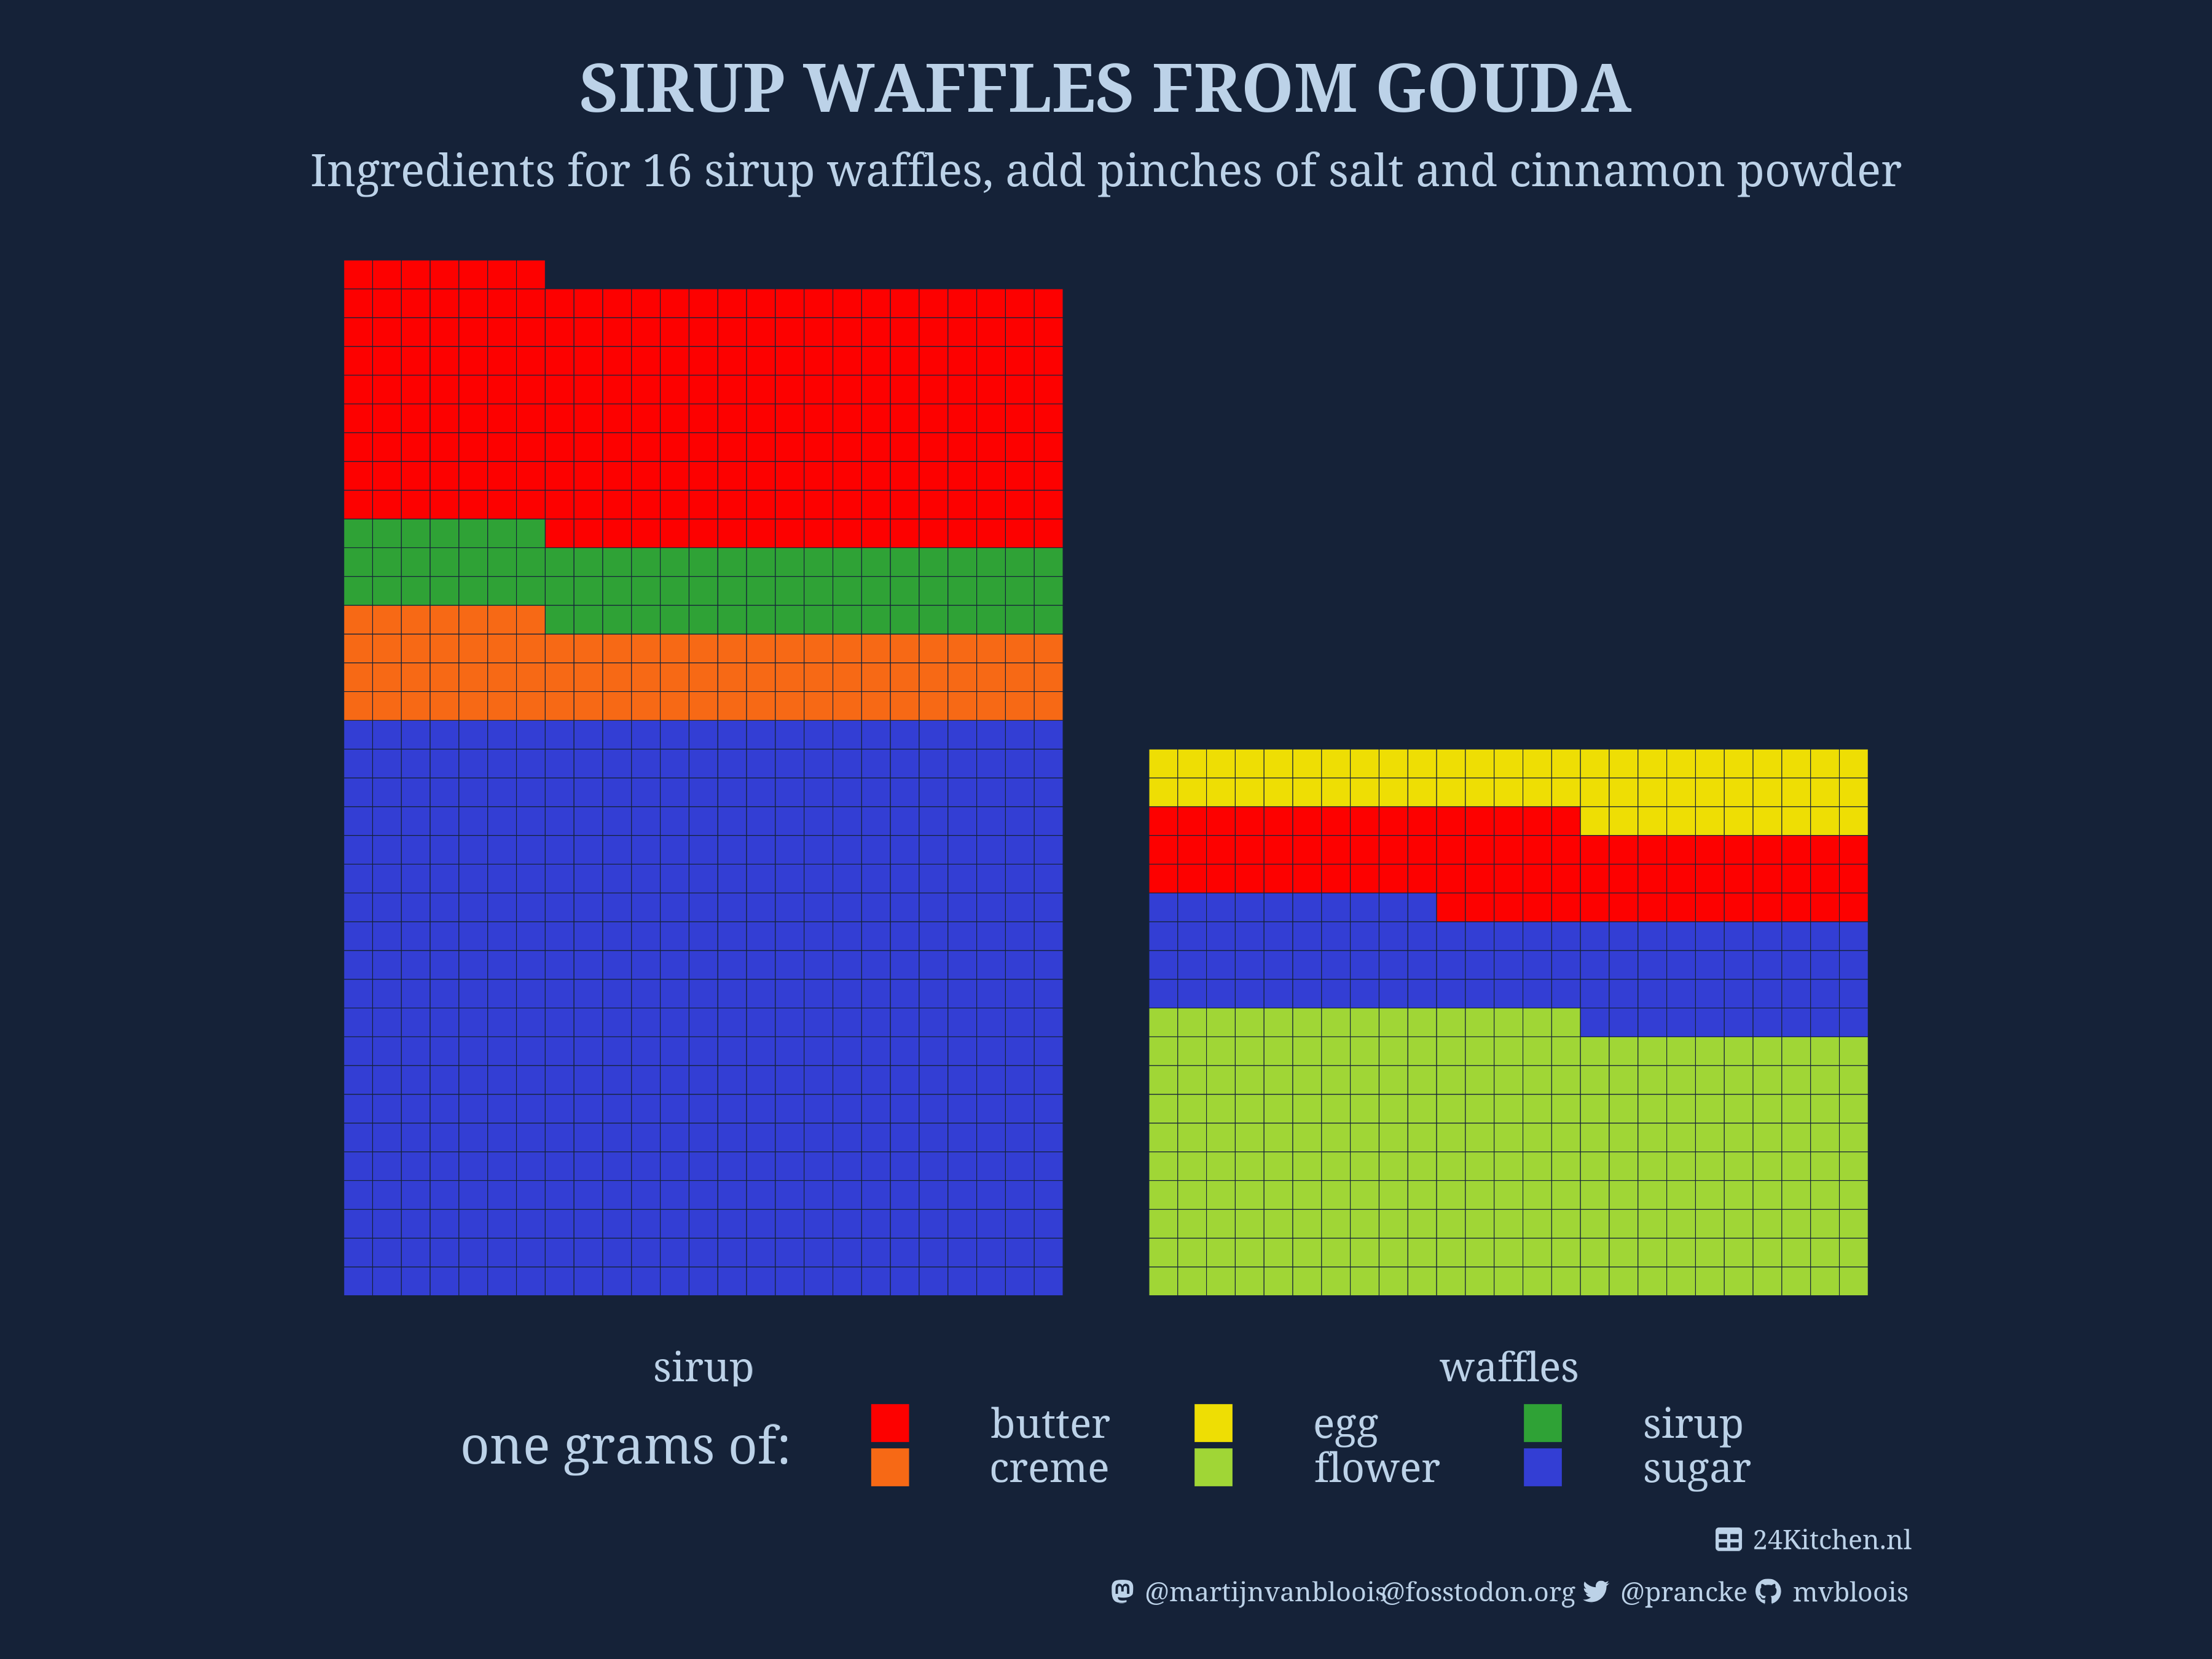 SIRUP WAFFLES FROM GOUDA
Ingredients for 16 sirup waffles, add pinches of salt and cinnamon powder
sirup waffles
one grams of: butter egg sirup
creme flower sugar
24Kitchen.nl
@martijnvanbloois@fosstodon.org @prancke mvbloois